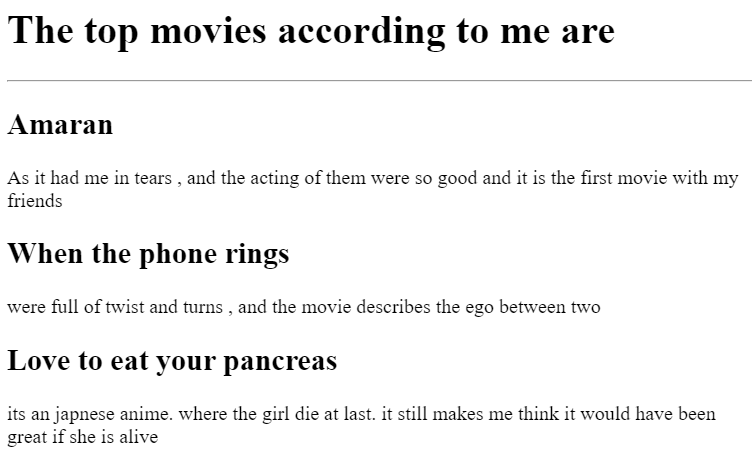 The top movies according to me are
Amaran
As it had me in tears , and the acting of them were so good and it is the first movie with my
friends
When the phone rings
were full of twist and turns , and the movie describes the ego between two
Love to eat your pancreas
its an japnese anime. where the girl die at last. it still makes me think it would have been
great if she is alive